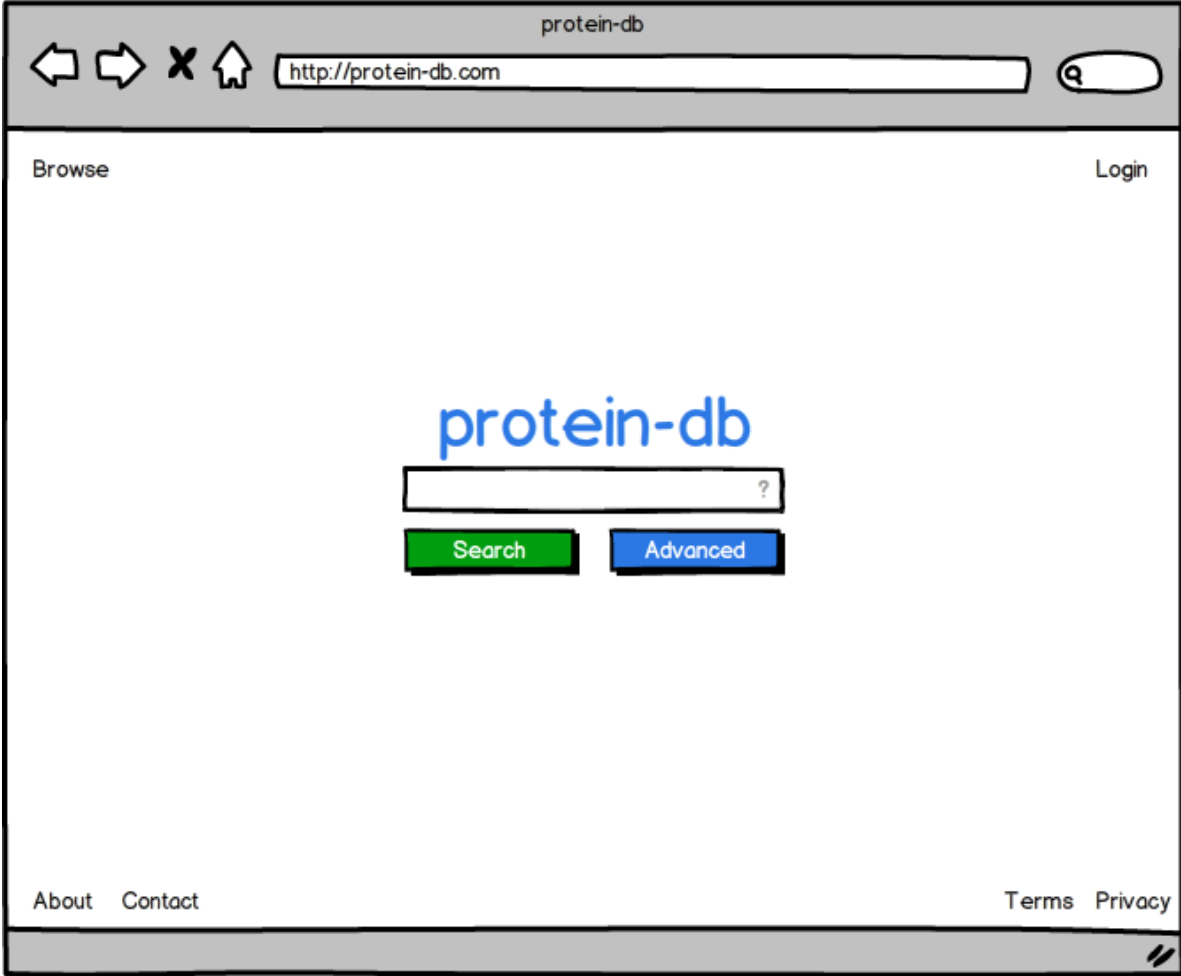 protein-db
http://protein-db.com
Browse Login
protein-db
?
Search Advanced
About Contact Terms Privacy